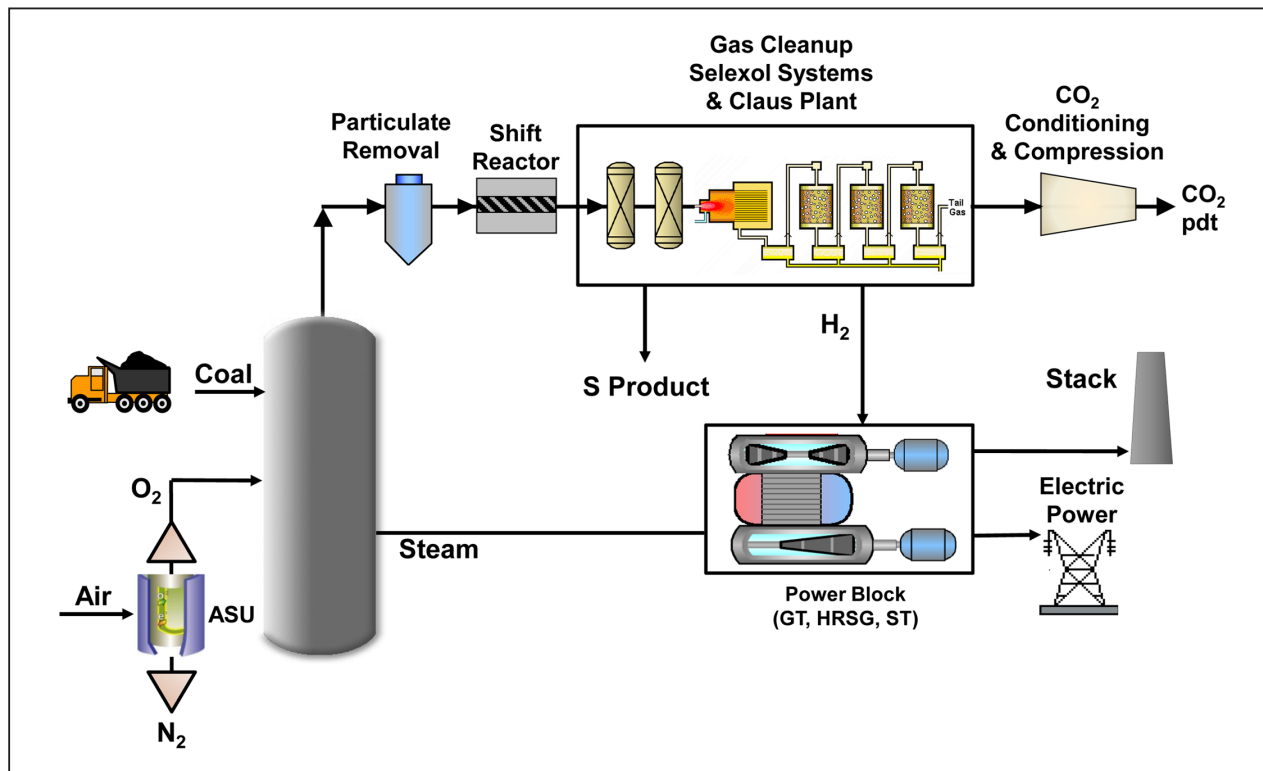 Gas Cleanup
Selexol Systems
& Claus Plant
CO₂
Conditioning
& Compression
Particulate
Removal
Shift
Reactor
Tail
Gas
CO₂
pdt
H₂
S Product
Coal
Stack
O₂
Electric
Power
Steam
Air
ASU
Power Block
(GT, HRSG, ST)
N₂